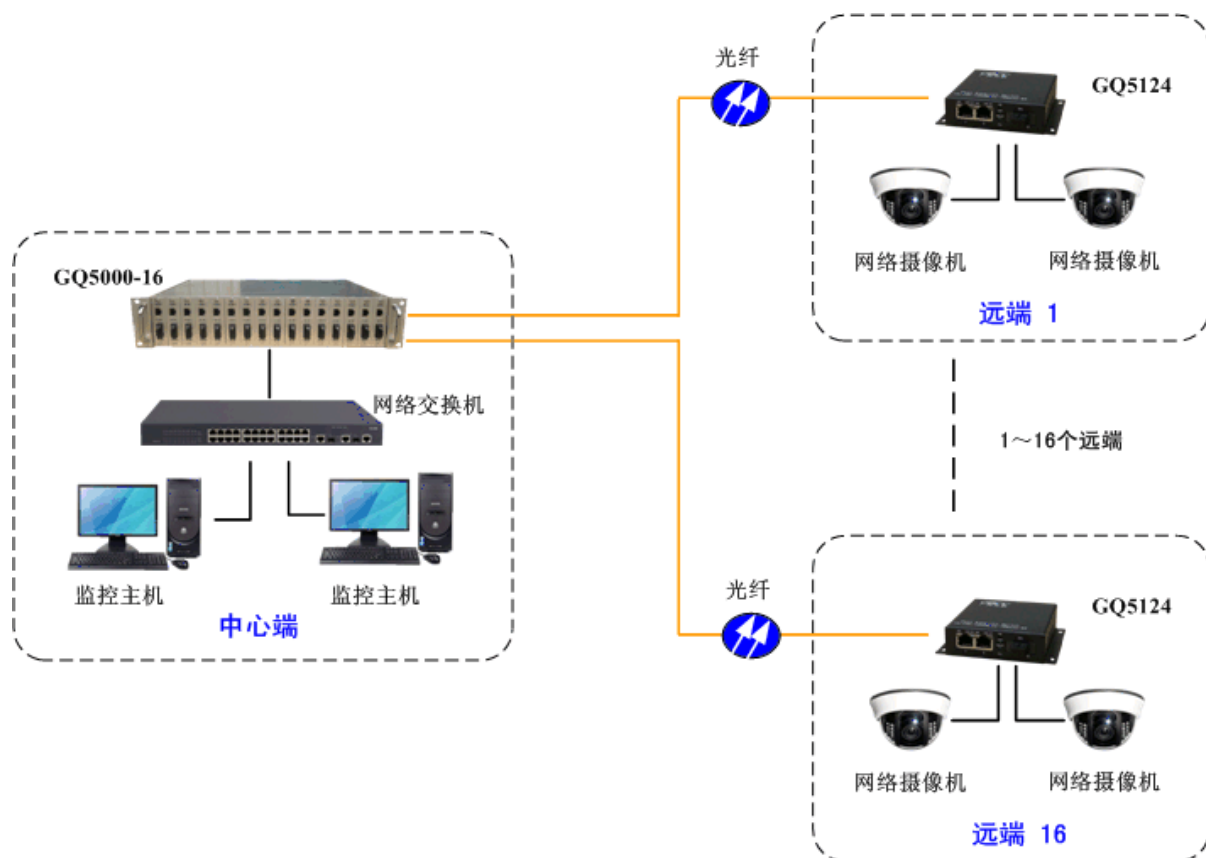 光纤
GQ5124
网络摄像机
网络摄像机
远端 1
GQ5000-16
网络交换机
监控主机
监控主机
中心端
1～16个远端
光纤
GQ5124
网络摄像机
网络摄像机
远端 16